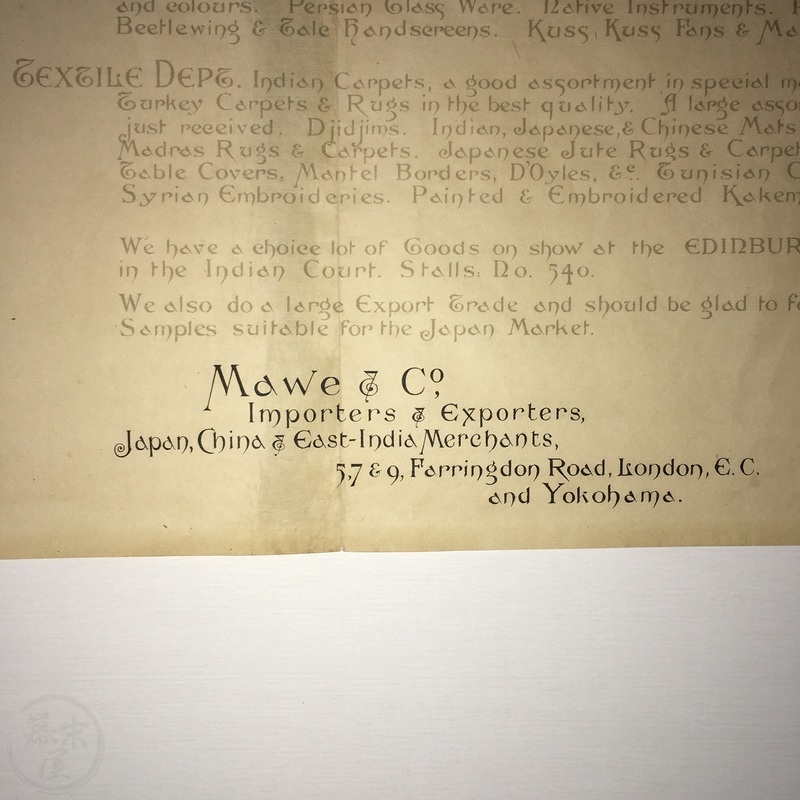 and colours. Persian Glass Ware. Native Instruments.
Beetlewing & Tale Handscreens. Kuss, Kuss Fans &
TEXTILE DEPT. Indian Carpets, a good assortment in special
Turkey Carpets & Rugs in the best quality. A large
just received. Djidjims. Indian, Japanese, & Chinese Mats
Madras Rugs & Carpets. Japanese Jute Rugs &
Table Covers, Mantel Borders, D'Oyles, &c. Tunisian
Syrian Embroideries. Painted & Embroidered
We have a choice lot of Goods on show at the EDINBUR
in the Indian Court. Stalls: No. 540.
We also do a large Export Trade and should be glad to
Samples suitable for the Japan Market.
Mawe & Co,
Importers & Exporters,
Japan, China & East-India Merchants,
5,7 & 9, Farringdon Road, London, E.C.
and Yokohama.
幕末屋